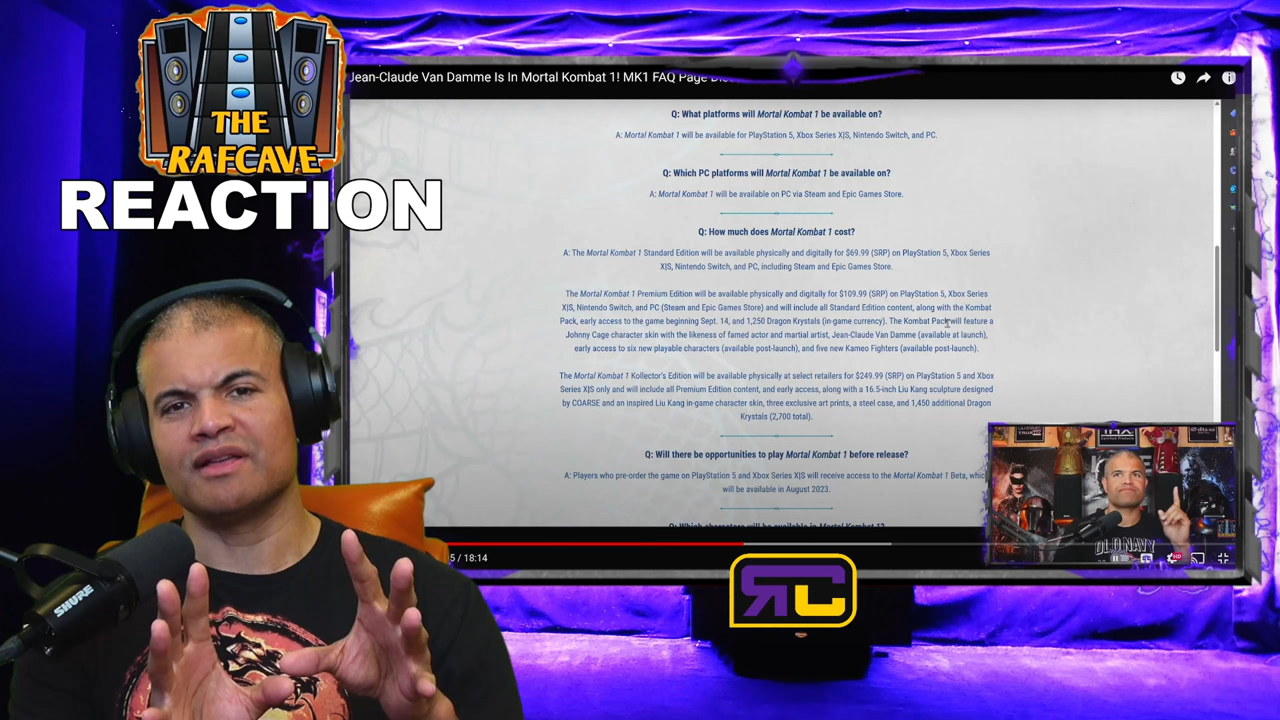 THE
RAFCAVE
REACTION
Jean-Claude Van Damme Is In Mortal Kombat 1! MK1 FAQ Page
Q: What platforms will Mortal Kombat 1 be available on?
A: Mortal Kombat 1 will be available for PlayStation 5, Xbox Series X|S, Nintendo Switch, and PC.
Q: Which PC platforms will Mortal Kombat 1 be available on?
A: Mortal Kombat 1 will be available on PC via Steam and Epic Games Store.
Q: How much does Mortal Kombat 1 cost?
A: The Mortal Kombat 1 Standard Edition will be available physically and digitally for $69.99 (SRP) on PlayStation 5, Xbox Series
X|S, Nintendo Switch, and PC, including Steam and Epic Games Store.
The Mortal Kombat 1 Premium Edition will be available physically and digitally for $109.99 (SRP) on PlayStation 5, Xbox Series
X|S, Nintendo Switch, and PC (Steam and Epic Games Store) and will include all Standard Edition content, along with the Kombat
Pack, early access to the game beginning Sept. 14, and 1,250 Dragon Krystals (in-game currency). The Kombat Pack will feature a
Johnny Cage character skin with the likeness of famed actor and martial artist, Jean-Claude Van Damme (available at launch),
early access to six new playable characters (available post-launch), and five new Kameo Fighters (available post-launch).
The Mortal Kombat 1 Kollector's Edition will be available physically at select retailers for $249.99 (SRP) on PlayStation 5 and Xbox
Series X|S only and will include all Premium Edition content, and early access, along with a 16.5-inch Liu Kang sculpture designed
by COARSE and an inspired Liu Kang in-game character skin, three exclusive art prints, a steel case, and 1,450 additional Dragon
Krystals (2,700 total).
Q: Will there be opportunities to play Mortal Kombat 1 before release?
A: Players who pre-order the game on PlayStation 5 and Xbox Series X|S will receive access to the Mortal Kombat 1 Beta, whic
will be available in August 2023.
Q: Which characters will be available in Mortal Kombat 1?
5 / 18:14
OLD NAVY
HD
SHURE
RC